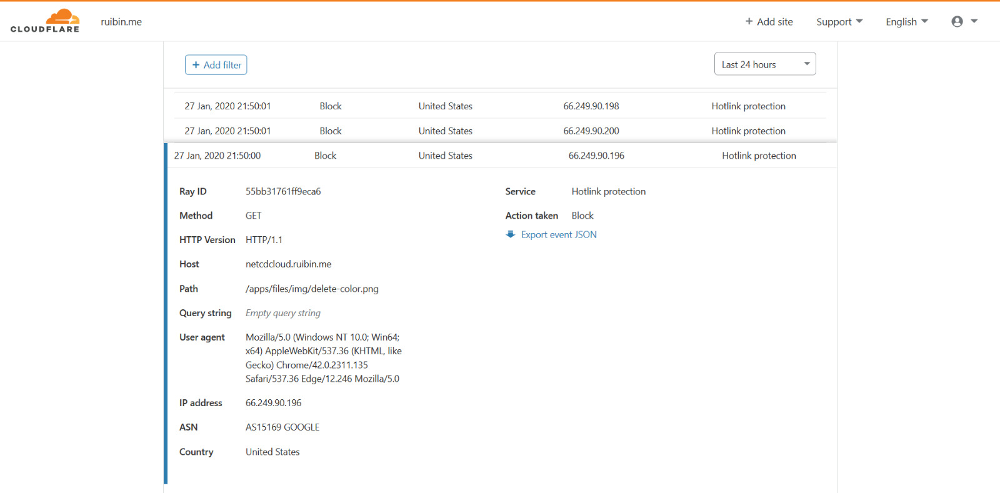 CLOUDFLARE
ruibin.me
+ Add site
Support
English
+ Add filter
Last 24 hours
27 Jan, 2020 21:50:01 Block United States 66.249.90.198 Hotlink protection
27 Jan, 2020 21:50:01 Block United States 66.249.90.200 Hotlink protection
27 Jan, 2020 21:50:00 Block United States 66.249.90.196 Hotlink protection
Ray ID 55bb31761ff9eca6
Method GET
HTTP Version HTTP/1.1
Host netcdcloud.ruibin.me
Path /apps/files/img/delete-color.png
Query string Empty query string
User agent Mozilla/5.0 (Windows NT 10.0; Win64;
x64) AppleWebKit/537.36 (KHTML, like
Gecko) Chrome/42.0.2311.135
Safari/537.36 Edge/12.246 Mozilla/5.0
IP address 66.249.90.196
ASN AS15169 GOOGLE
Country United States
Service Hotlink protection
Action taken Block
Export event JSON